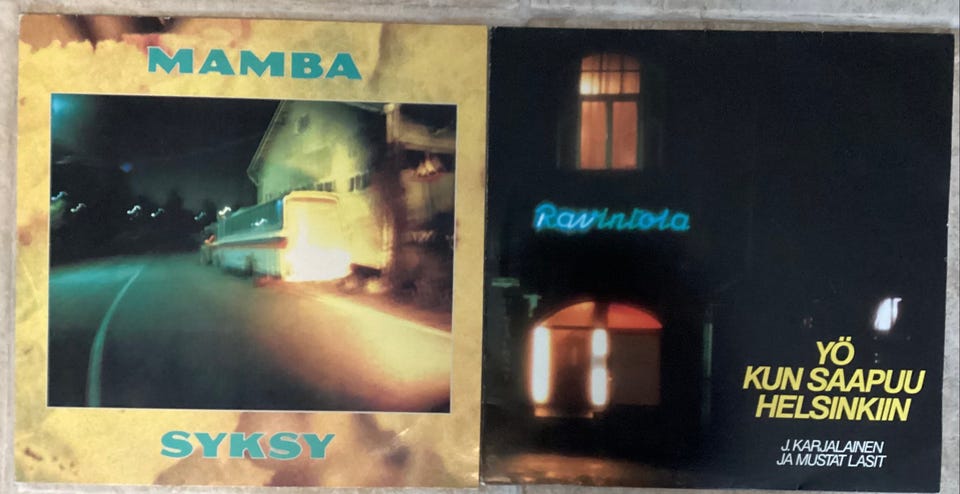 MAMBA
SYKSY
Ravintola
YÖ
KUN SAAPUU
HELSINKIIN
J. KARJALAINEN
JA MUSTAT LASIT